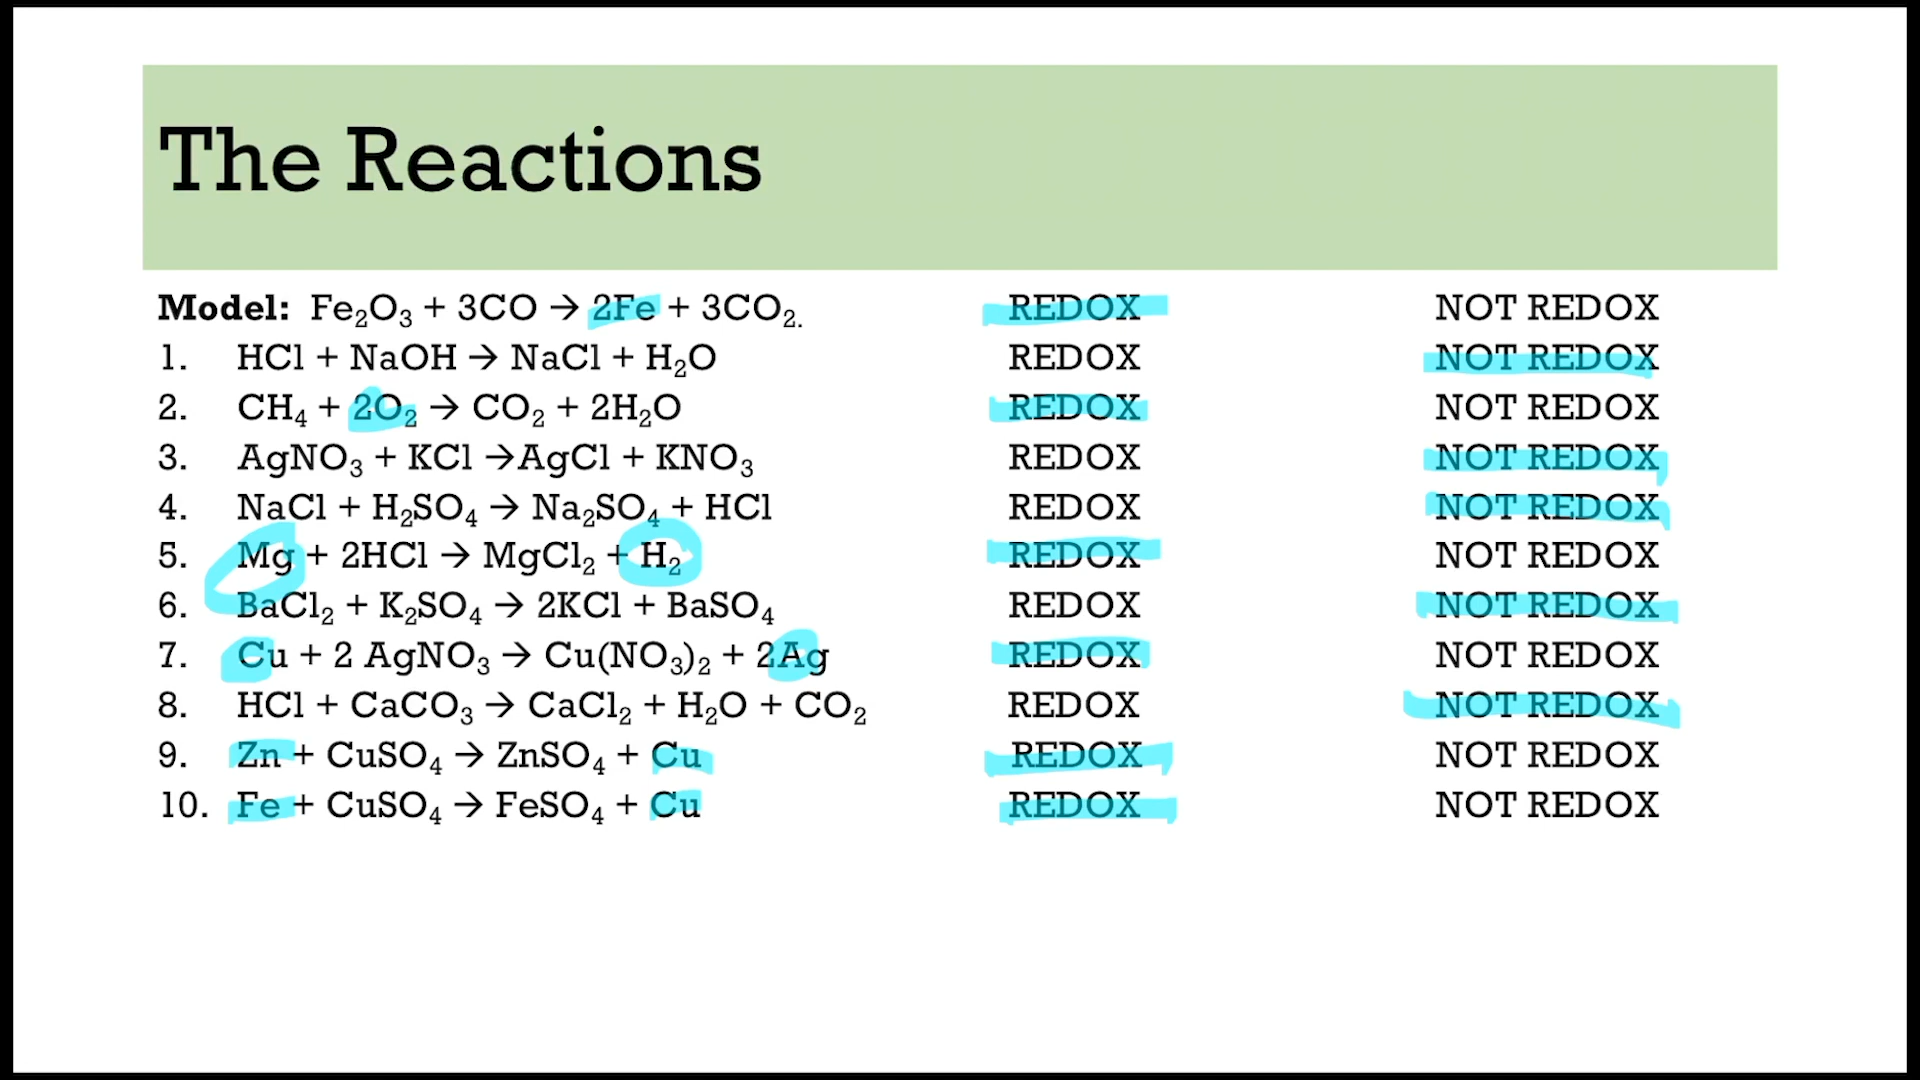 The Reactions
Model: Fe₂O₃ + 3CO → 2Fe + 3CO₂. REDOX NOT REDOX
1. HCl + NaOH → NaCl + H₂O REDOX NOT REDOX
2. CH₄ + 2O₂ → CO₂ + 2H₂O REDOX NOT REDOX
3. AgNO₃ + KCl →AgCl + KNO₃ REDOX NOT REDOX
4. NaCl + H₂SO₄ → Na₂SO₄ + HCl REDOX NOT REDOX
5. Mg + 2HCl → MgCl₂ + H₂ REDOX NOT REDOX
6. BaCl₂ + K₂SO₄ → 2KCl + BaSO₄ REDOX NOT REDOX
7. Cu + 2 AgNO₃ → Cu(NO₃)₂ + 2Ag REDOX NOT REDOX
8. HCl + CaCO₃ → CaCl₂ + H₂O + CO₂ REDOX NOT REDOX
9. Zn + CuSO₄ → ZnSO₄ + Cu REDOX NOT REDOX
10. Fe + CuSO₄ → FeSO₄ + Cu REDOX NOT REDOX